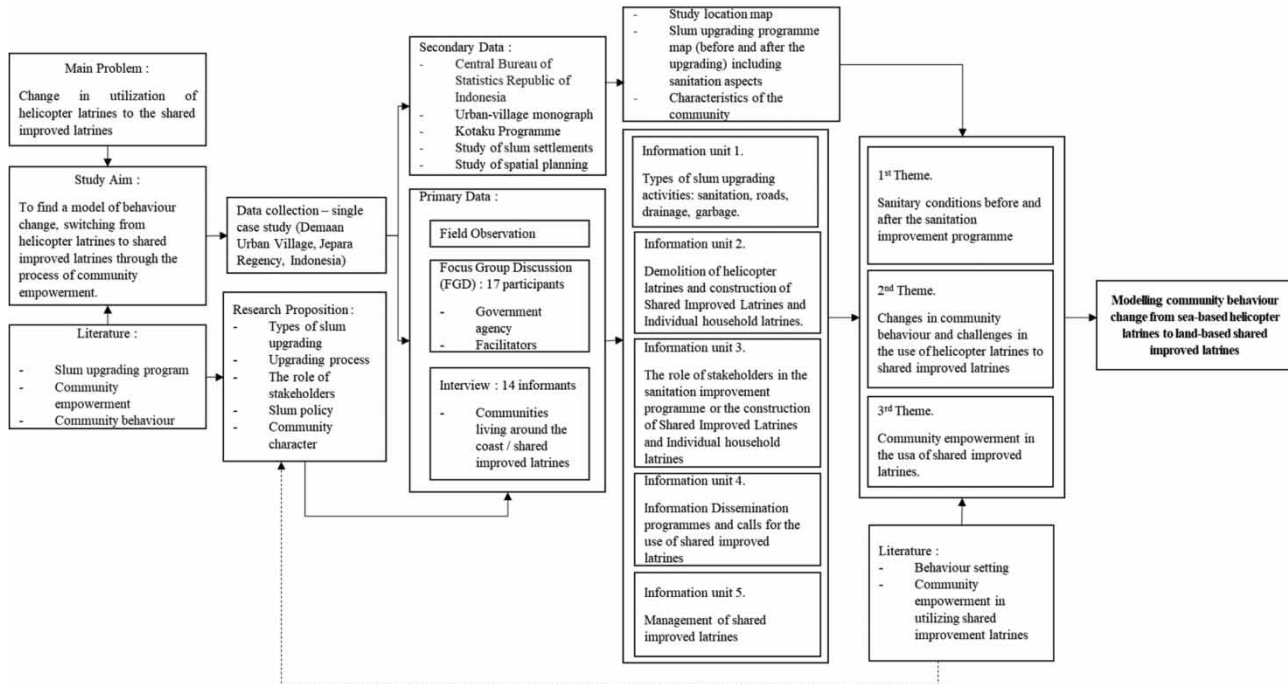 Main Problem :
Change in utilization of
helicopter latrines to the shared
improved latrines
Study Aim :
To find a model of behaviour
change, switching from
helicopter latrines to shared
improved latrines through the
process of community
empowerment.
Literature :
- Slum upgrading program
- Community
empowerment
- Community behaviour
Data collection – single
case study (Demaan
Urban Village, Jepara
Regency, Indonesia)
Research Proposition :
- Types of slum
upgrading
- Upgrading process
- The role of
stakeholders
- Slum policy
- Community
character
Secondary Data :
- Central Bureau of
Statistics Republic of
Indonesia
- Urban-village monograph
- Kotaku Programme
- Study of slum settlements
- Study of spatial planning
Primary Data :
Field Observation
Focus Group Discussion
(FGD) : 17 participants
- Government
agency
- Facilitators
Interview : 14 informants
- Communities
living around the
coast / shared
improved latrines
- Study location map
- Slum upgrading programme
map (before and after the
upgrading) including
sanitation aspects
- Characteristics of the
community
Information unit 1.
Types of slum upgrading
activities: sanitation, roads,
drainage, garbage.
Information unit 2.
Demolition of helicopter
latrines and construction of
Shared Improved Latrines and
Individual household latrines.
Information unit 3.
The role of stakeholders in the
sanitation improvement
programme or the construction
of Shared Improved Latrines
and Individual household
latrines
Information unit 4.
Information Dissemination
programmes and calls for the
use of shared improved
latrines
Information unit 5.
Management of shared
improved latrines
1st Theme.
Sanitary conditions before and
after the sanitation
improvement programme
2nd Theme.
Changes in community
behaviour and challenges in
the use of helicopter latrines to
shared improved latrines
3rd Theme.
Community empowerment in
the usa of shared improved
latrines.
Literature :
- Behaviour setting
- Community
empowerment in
utilizing shared
improvement latrines
Modelling community behaviour
change from sea-based helicopter
latrines to land-based shared
improved latrines